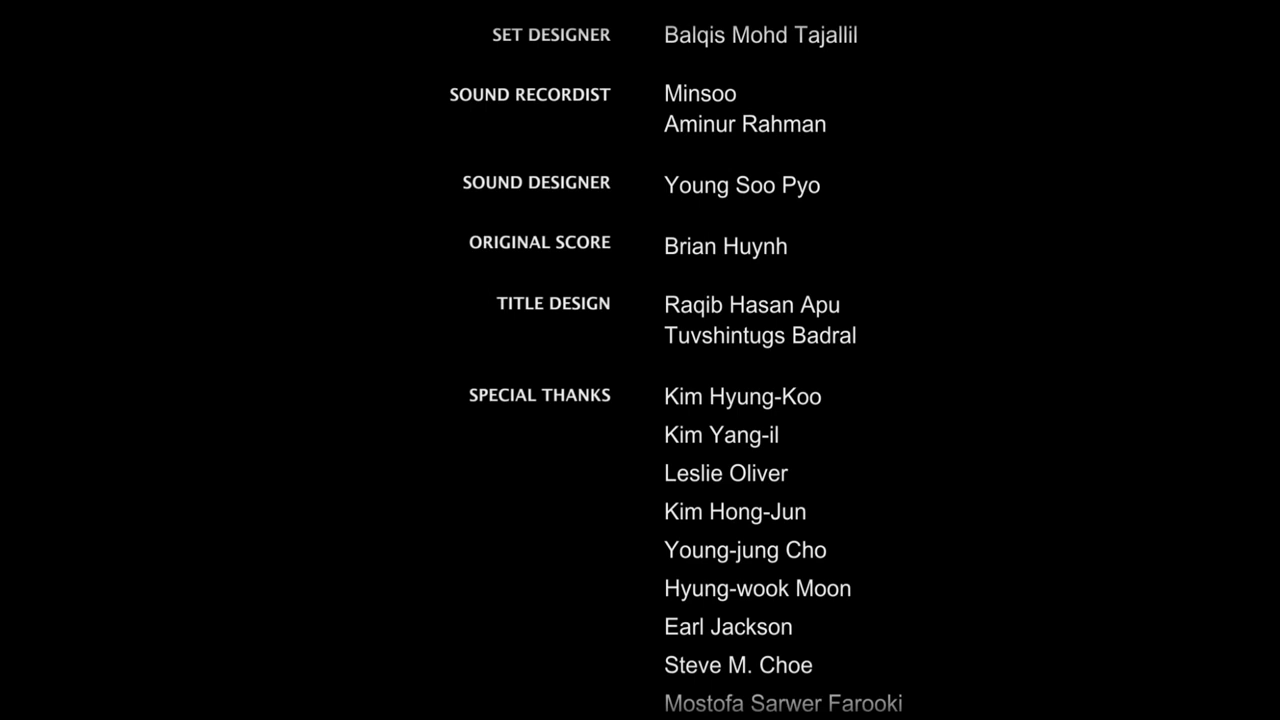 SET DESIGNER Balqis Mohd Tajallil
SOUND RECORDIST Minsoo
Aminur Rahman
SOUND DESIGNER Young Soo Pyo
ORIGINAL SCORE Brian Huynh
TITLE DESIGN Raqib Hasan Apu
Tuvshintugs Badral
SPECIAL THANKS Kim Hyung-Koo
Kim Yang-il
Leslie Oliver
Kim Hong-Jun
Young-jung Cho
Hyung-wook Moon
Earl Jackson
Steve M. Choe
Mostofa Sarwer Farooki